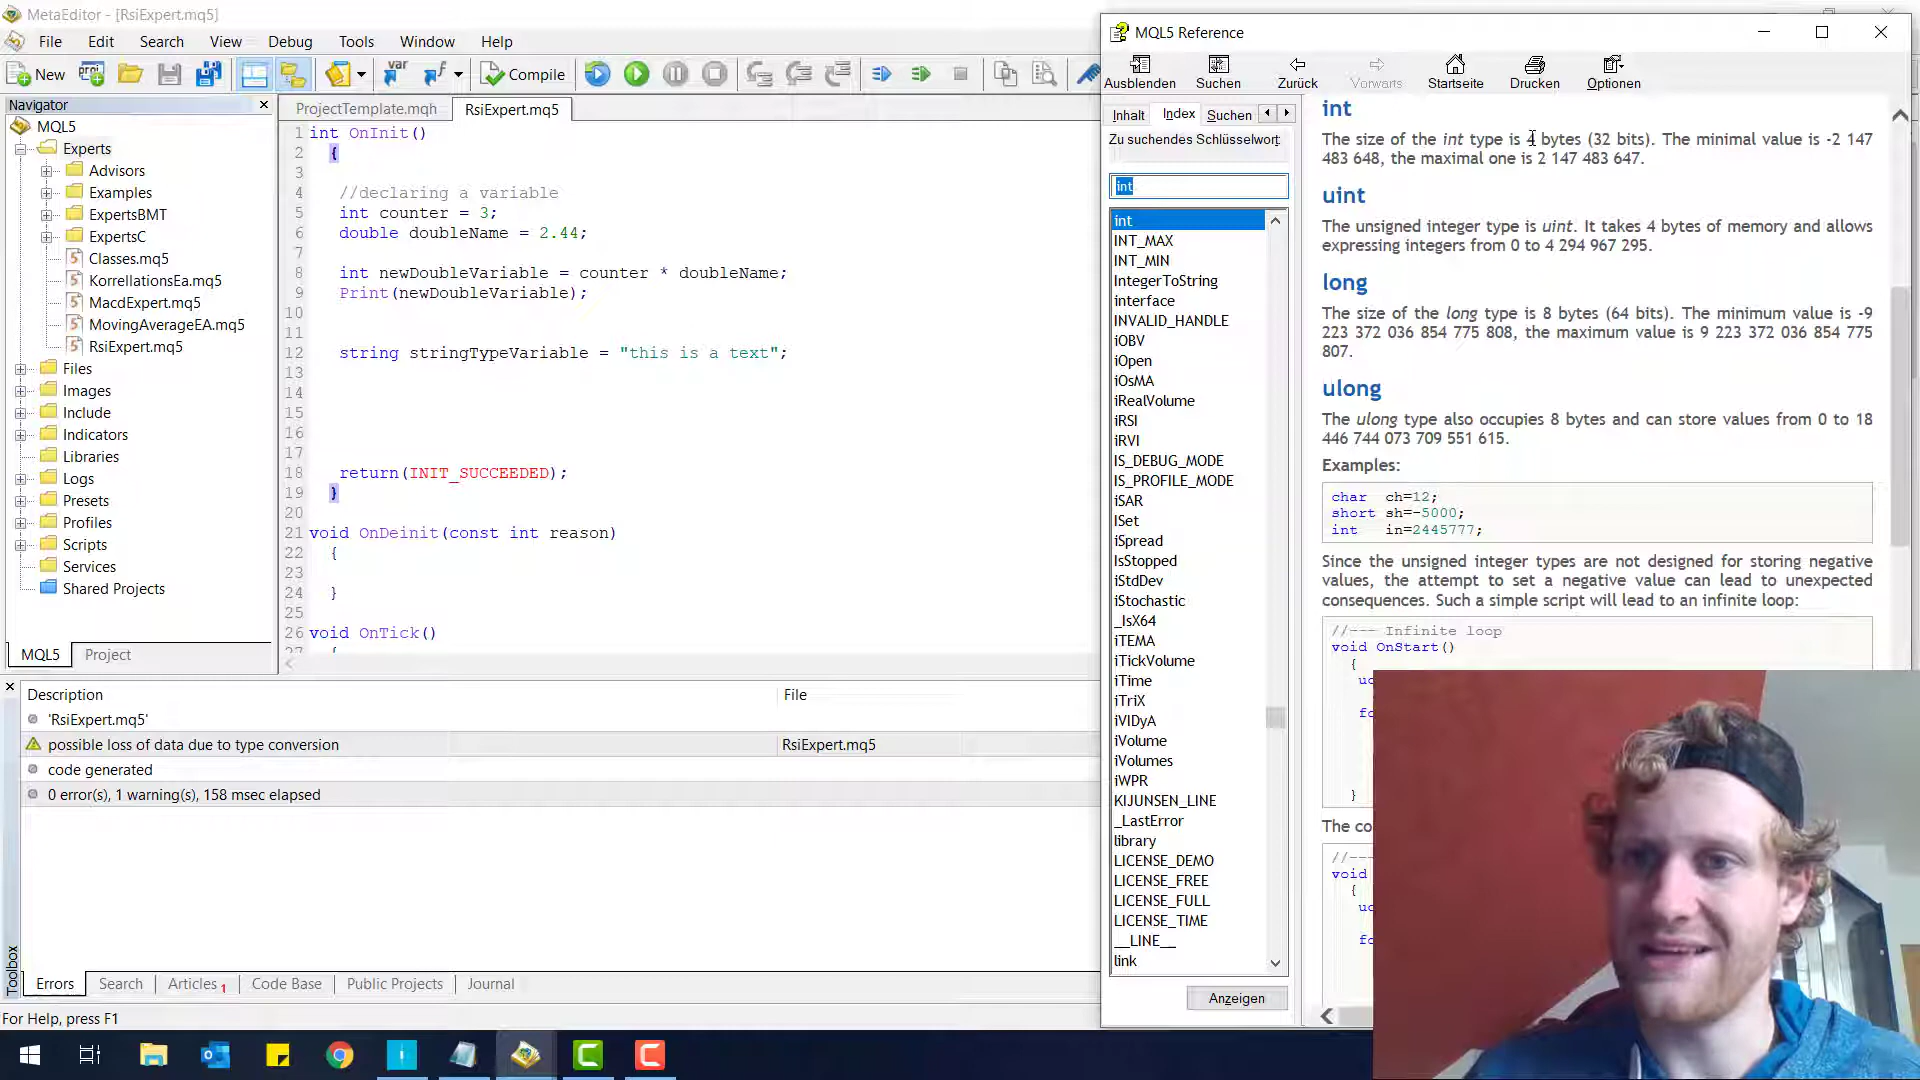 MetaEditor - [RsiExpert.mq5]
File Edit Search View Debug Tools Window Help
New var f Compile
Navigator
MQL5
Experts
Advisors
Examples
ExpertsBMT
ExpertsC
Classes.mq5
KorrellationsEa.mq5
MacdExpert.mq5
MovingAverageEA.mq5
RsiExpert.mq5
Files
Images
Include
Indicators
Libraries
Logs
Presets
Profiles
Scripts
Services
Shared Projects
MQL5 Project
ProjectTemplate.mqh RsiExpert.mq5
1 int OnInit()
2 {
3
4 //declaring a variable
5 int counter = 3;
6 double doubleName = 2.44;
7
8 int newDoubleVariable = counter * doubleName;
9 Print(newDoubleVariable);
10
11
12 string stringTypeVariable = "this is a text";
13
14
15
16
17
18 return(INIT_SUCCEEDED);
19 }
20
21 void OnDeinit(const int reason)
22 {
23
24 }
25
26 void OnTick()
27 {
Description File
'RsiExpert.mq5'
possible loss of data due to type conversion RsiExpert.mq5
code generated
0 error(s), 1 warning(s), 158 msec elapsed
Toolbox
Errors Search Articles 1 Code Base Public Projects Journal
For Help, press F1
MQL5 Reference
Ausblenden Suchen Zurück Vorwärts Startseite Drucken Optionen
Inhalt Index Suchen
Zu suchendes Schlüsselwort
int
int
INT_MAX
INT_MIN
IntegerToString
interface
INVALID_HANDLE
iOBV
iOpen
iOsMA
iRealVolume
iRSI
iRVI
IS_DEBUG_MODE
IS_PROFILE_MODE
iSAR
ISet
iSpread
IsStopped
iStdDev
iStochastic
_IsX64
iTEMA
iTickVolume
iTime
iTriX
iVIDyA
iVolume
iVolumes
iWPR
KIJUNSEN_LINE
_LastError
library
LICENSE_DEMO
LICENSE_FREE
LICENSE_FULL
LICENSE_TIME
__LINE__
link
Anzeigen
int
The size of the int type is 4 bytes (32 bits). The minimal value is -2 147
483 648, the maximal one is 2 147 483 647.
uint
The unsigned integer type is uint. It takes 4 bytes of memory and allows
expressing integers from 0 to 4 294 967 295.
long
The size of the long type is 8 bytes (64 bits). The minimum value is -9
223 372 036 854 775 808, the maximum value is 9 223 372 036 854 775
807.
ulong
The ulong type also occupies 8 bytes and can store values from 0 to 18
446 744 073 709 551 615.
Examples:
char ch=12;
short sh=-5000;
int in=2445777;
Since the unsigned integer types are not designed for storing negative
values, the attempt to set a negative value can lead to unexpected
consequences. Such a simple script will lead to an infinite loop:
//--- Infinite loop
void OnStart()
{
uc
fo
}
The co
//---
void
{
uc
fo